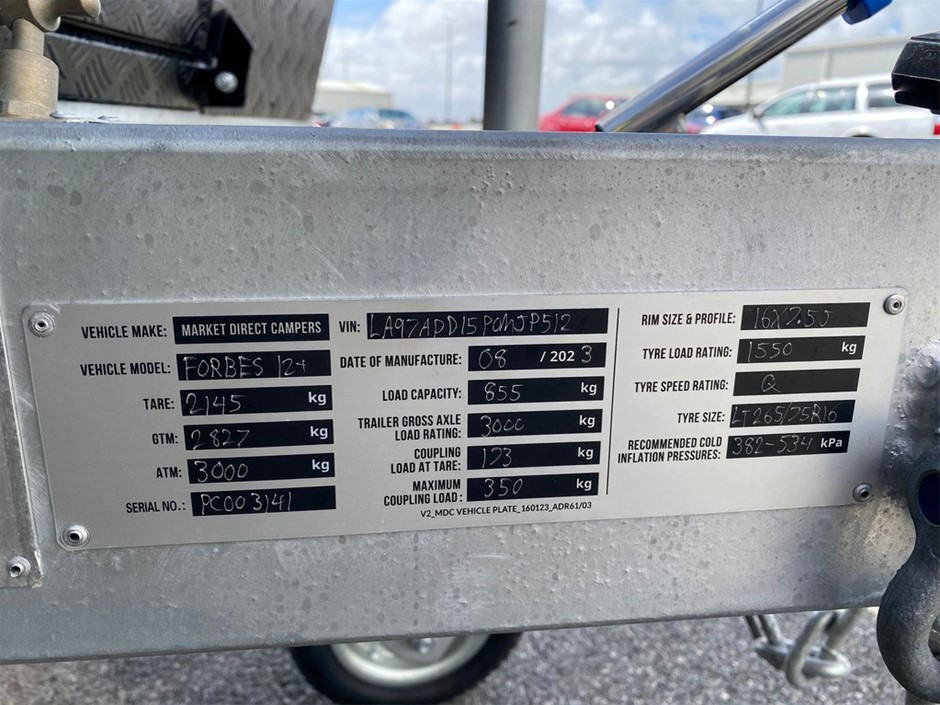 VEHICLE MAKE: MARKET DIRECT CAMPERS
VEHICLE MODEL: FORBES 12+
TARE: 2145 kg
GTM: 2827 kg
ATM: 3000 kg
SERIAL NO.: PC003141
VIN:
DATE OF MANUFACTURE: 08 / 2023
LOAD CAPACITY: 855 kg
TRAILER GROSS AXLE
LOAD RATING: 3000 kg
COUPLING
LOAD AT TARE: 173 kg
MAXIMUM
COUPLING LOAD: 350 kg
V2_MDC VEHICLE PLATE_160123_ADR61/03
RIM SIZE & PROFILE: 16X7.5J
TYRE LOAD RATING: 1550 kg
TYRE SPEED RATING: Q
TYRE SIZE: LT265/75R16
RECOMMENDED COLD
INFLATION PRESSURES: 382-534 kPa